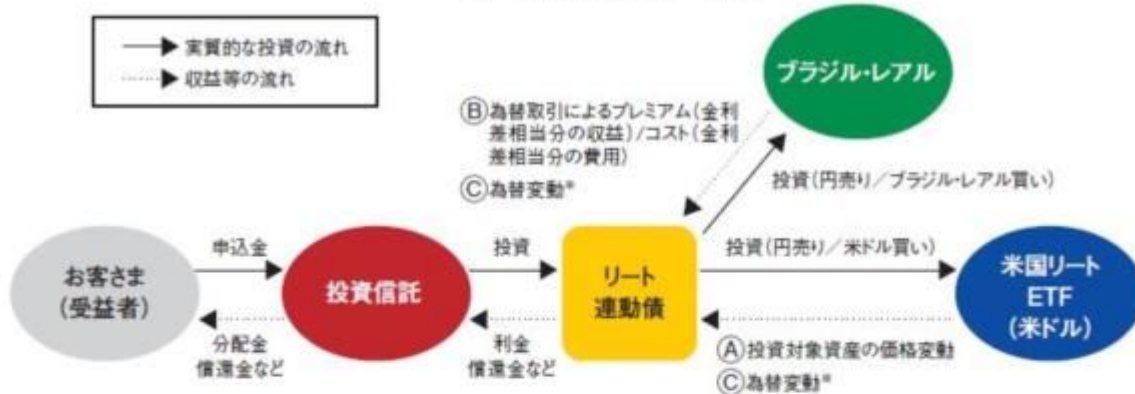 実質的な投資の流れ
収益等の流れ
ブラジル・レアル
Ⓑ為替取引によるプレミアム(金利
差相当分の収益)/コスト(金利
差相当分の費用)
Ⓒ為替変動※
投資(円売り/ブラジル・レアル買い)
お客さま
(受益者)
申込金
分配金
償還金など
投資信託
投資
利金
償還金など
リート
連動債
投資(円売り/米ドル買い)
Ⓐ投資対象資産の価格変動
Ⓒ為替変動※
米国リート
ETF
(米ドル)